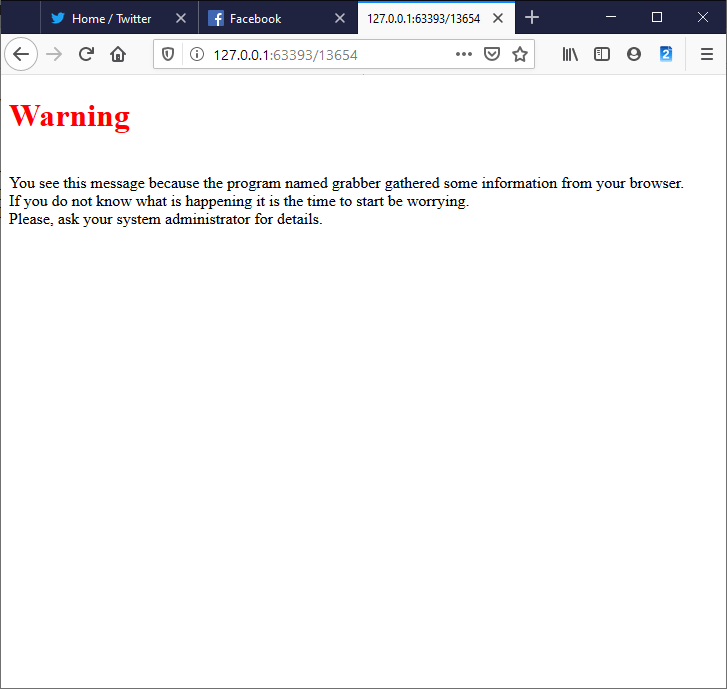 Home / Twitter
Facebook
127.0.0.1:63393/13654
127.0.0.1:63393/13654
2
Warning
You see this message because the program named grabber gathered some information from your browser.
If you do not know what is happening it is the time to start be worrying.
Please, ask your system administrator for details.